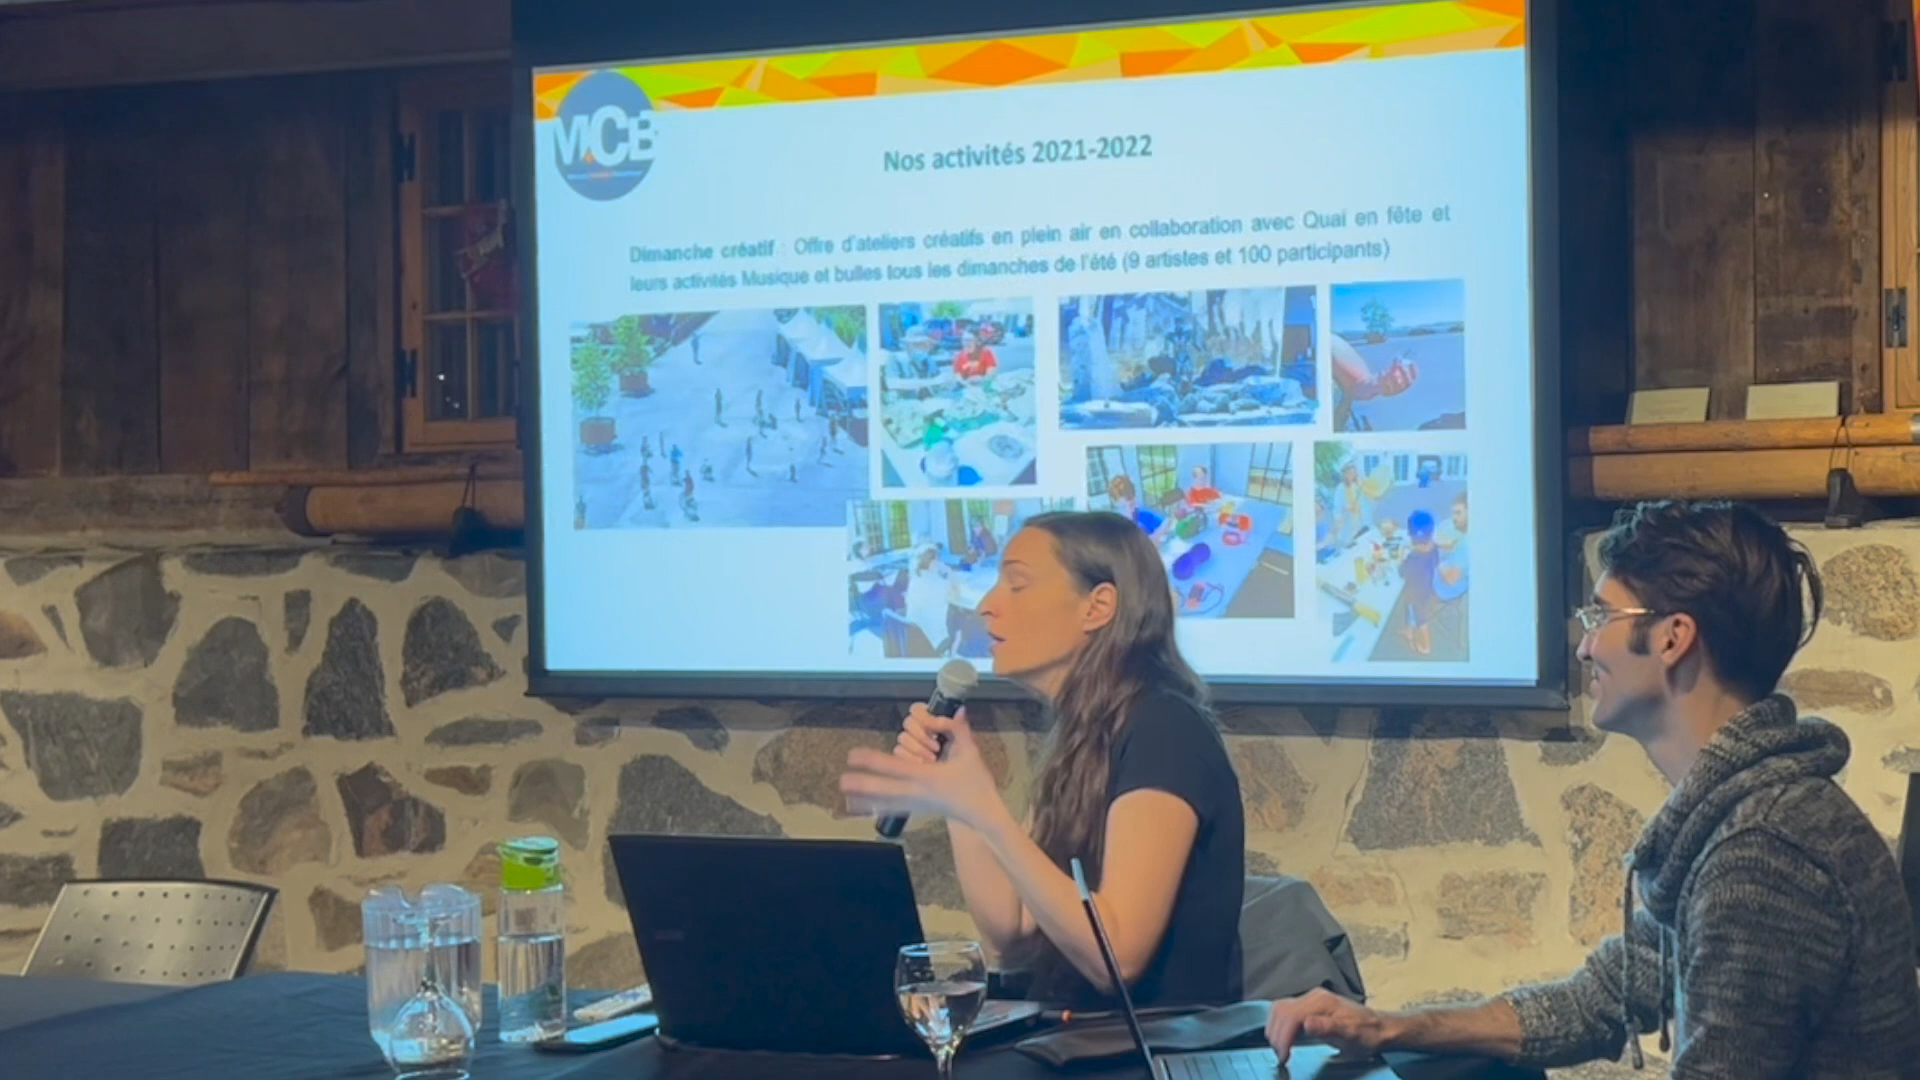 MCB
Nos activités 2021-2022
Dimanche créatif : Offre d'ateliers créatifs en plein air en collaboration avec Quai en fête et
leurs activités Musique et bulles tous les dimanches de l'été (9 artistes et 100 participants)